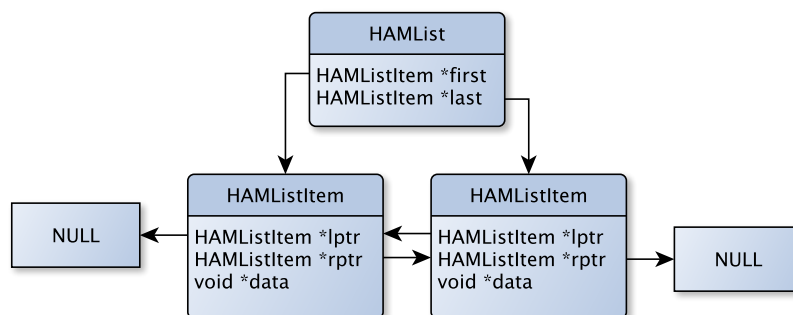 HAMList
HAMListItem *first
HAMListItem *last
HAMListItem
HAMListItem *lptr
HAMListItem *rptr
void *data
HAMListItem
HAMListItem *lptr
HAMListItem *rptr
void *data
NULL
NULL